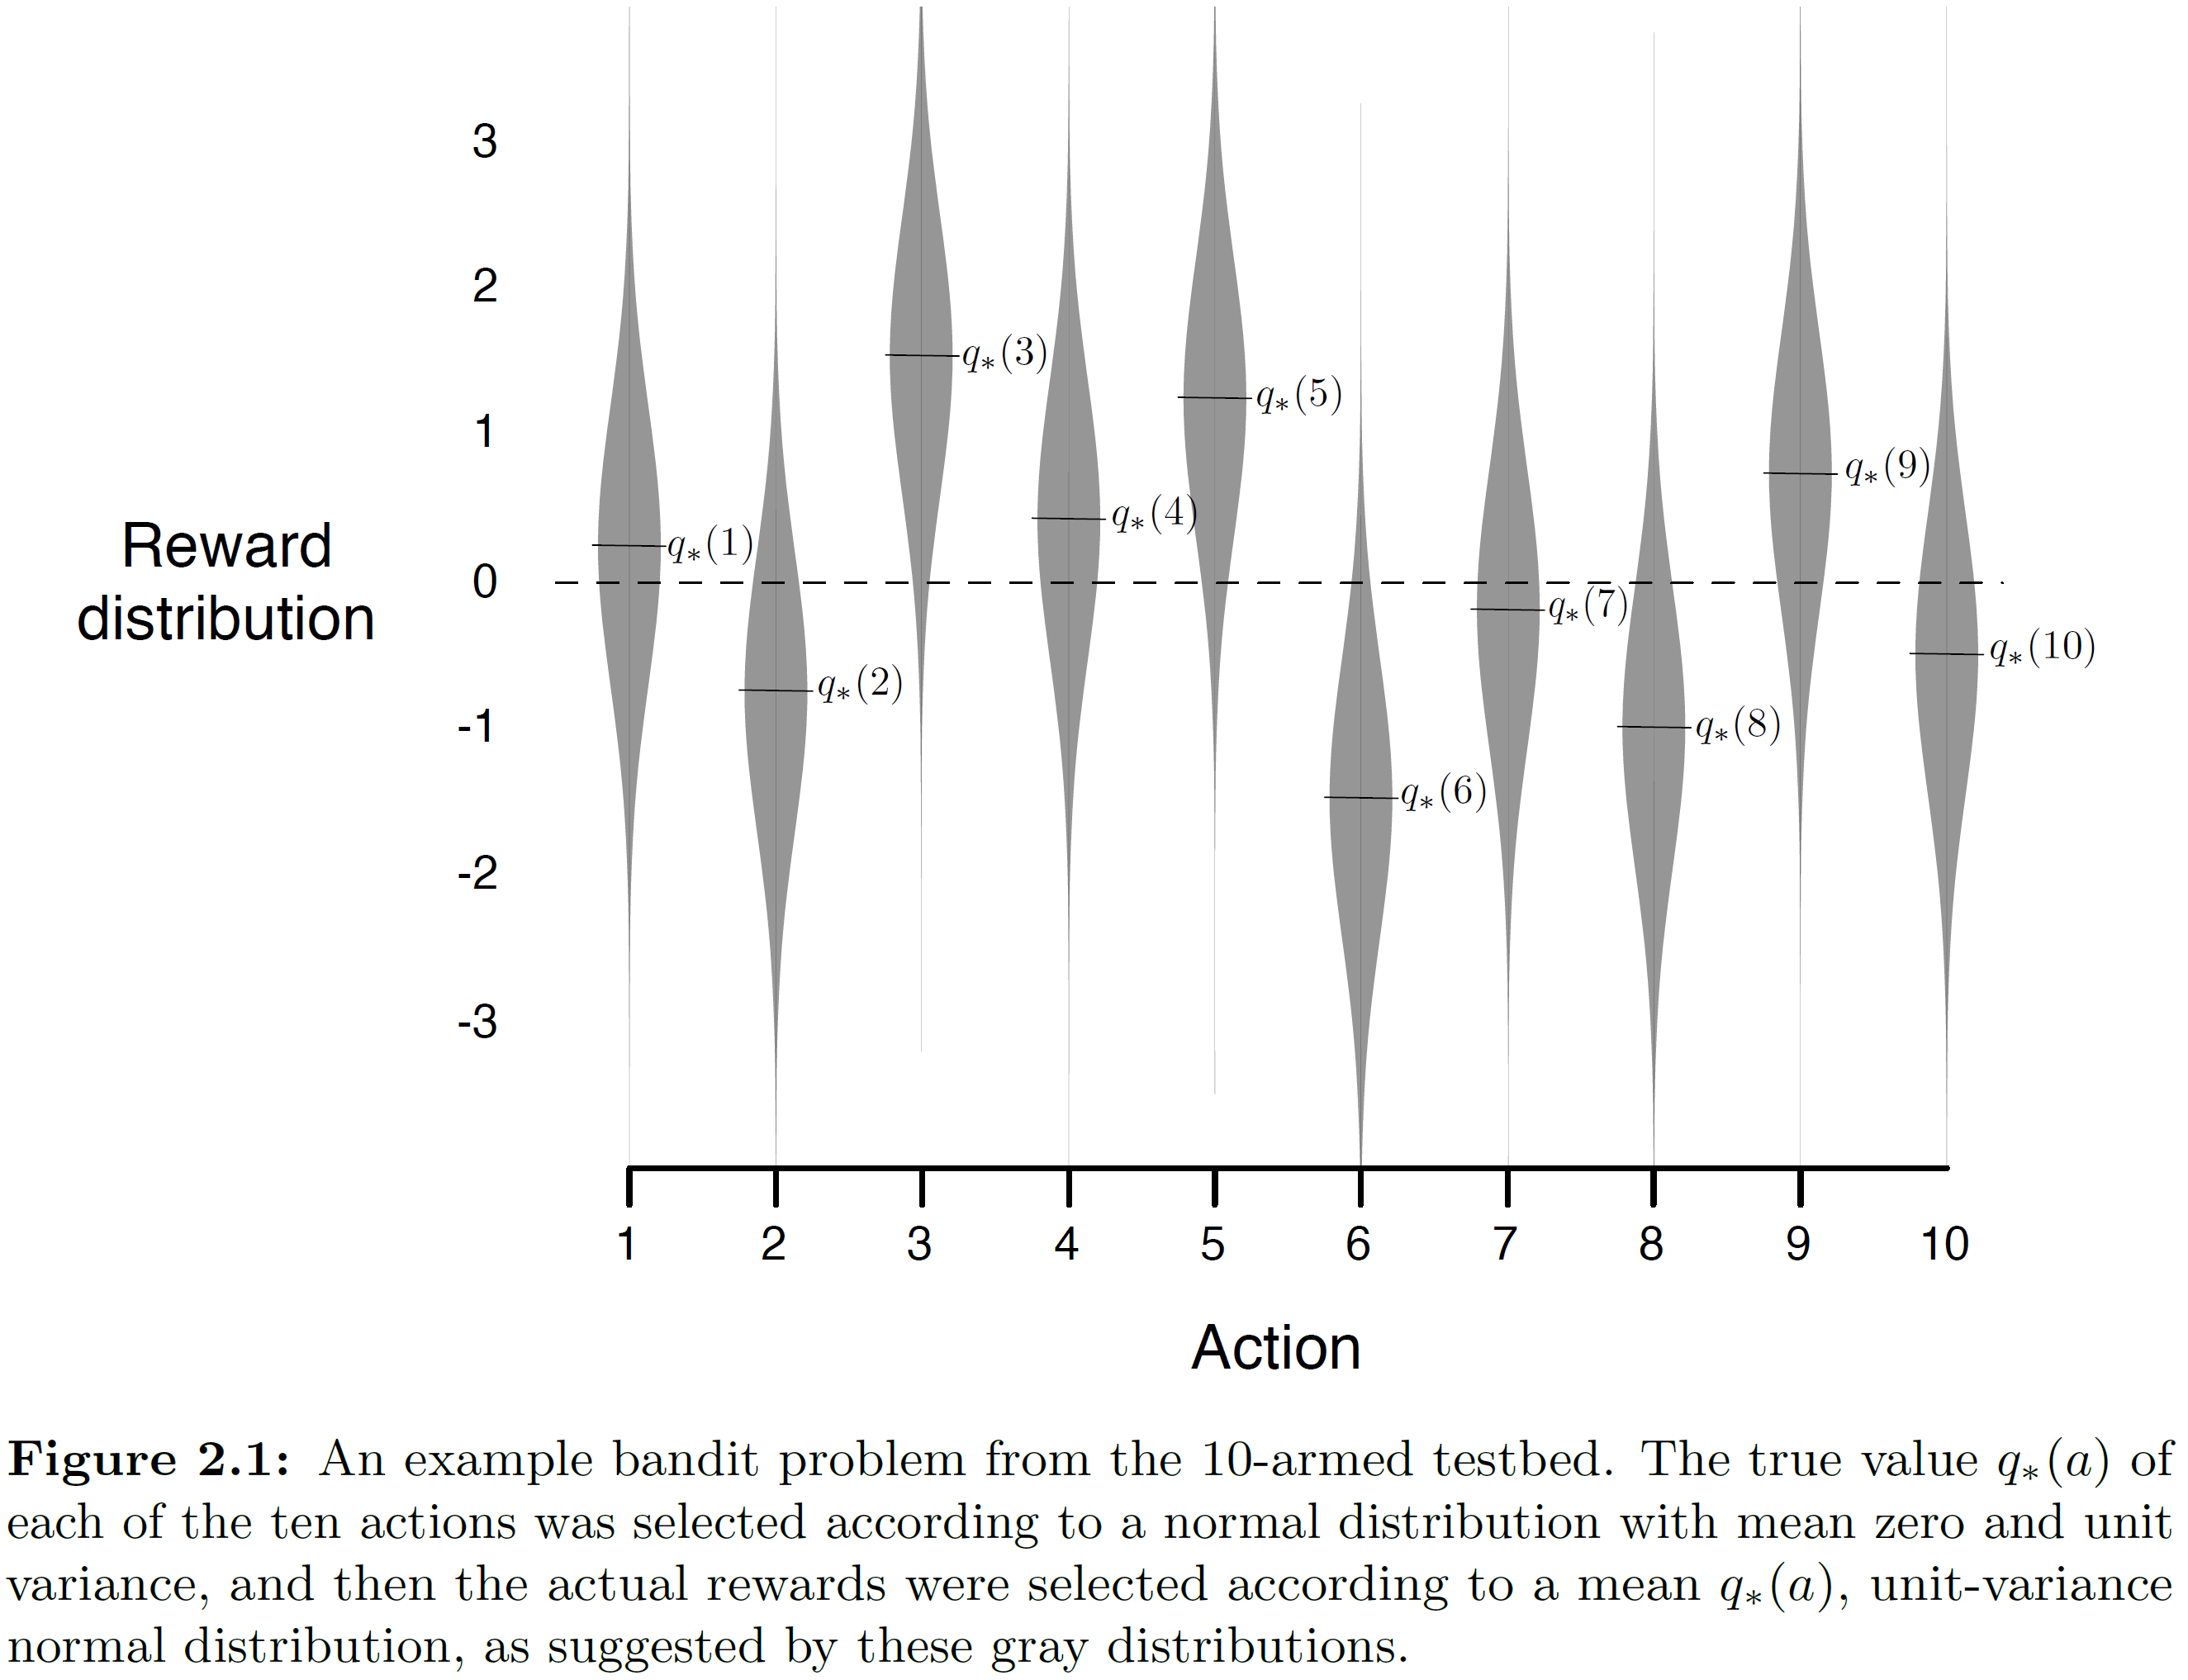 3
2
1
0
-1
-2
-3
Reward
distribution
q∗(3)
q∗(5)
q∗(9)
q∗(4)
q∗(1)
q∗(7)
q∗(10)
q∗(2)
q∗(8)
q∗(6)
1 2 3 4 5 6 7 8 9 10
Action
Figure 2.1: An example bandit problem from the 10-armed testbed. The true value q∗(a) of
each of the ten actions was selected according to a normal distribution with mean zero and unit
variance, and then the actual rewards were selected according to a mean q∗(a), unit-variance
normal distribution, as suggested by these gray distributions.